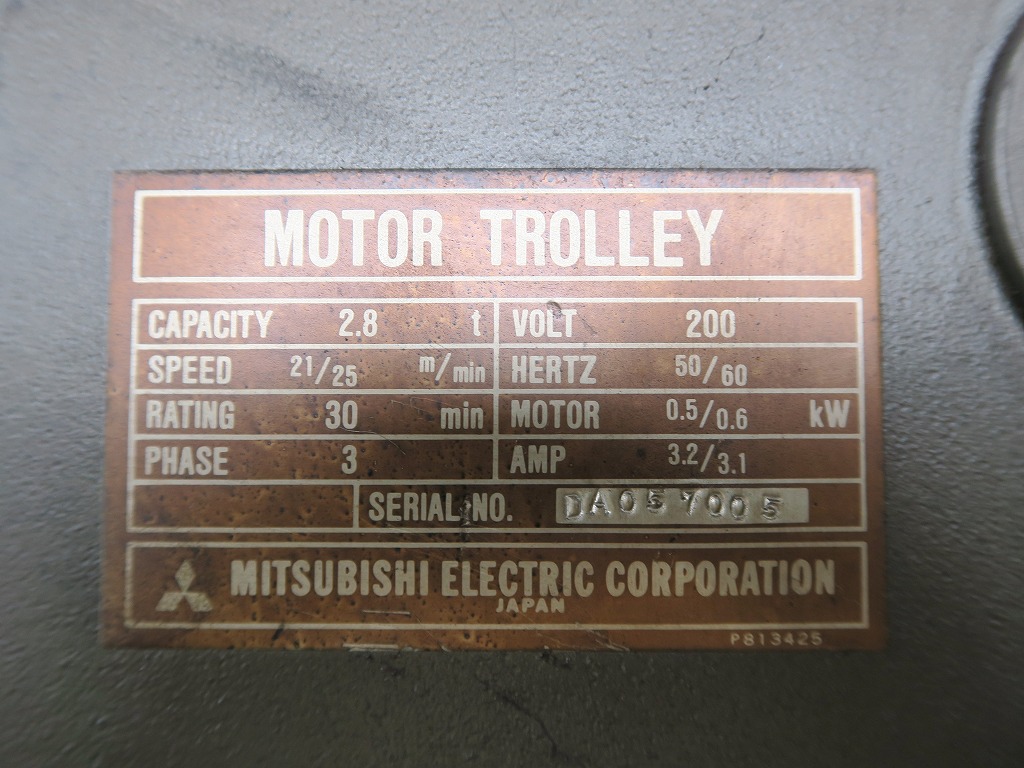 MOTOR TROLLEY
CAPACITY 2.8 t VOLT 200
SPEED 21/25 m/min HERTZ 50/60
RATING 30 min MOTOR 0.5/0.6 kW
PHASE 3 AMP 3.2/3.1
SERIAL NO. DA057005
MITSUBISHI ELECTRIC CORPORATION
JAPAN
P813425